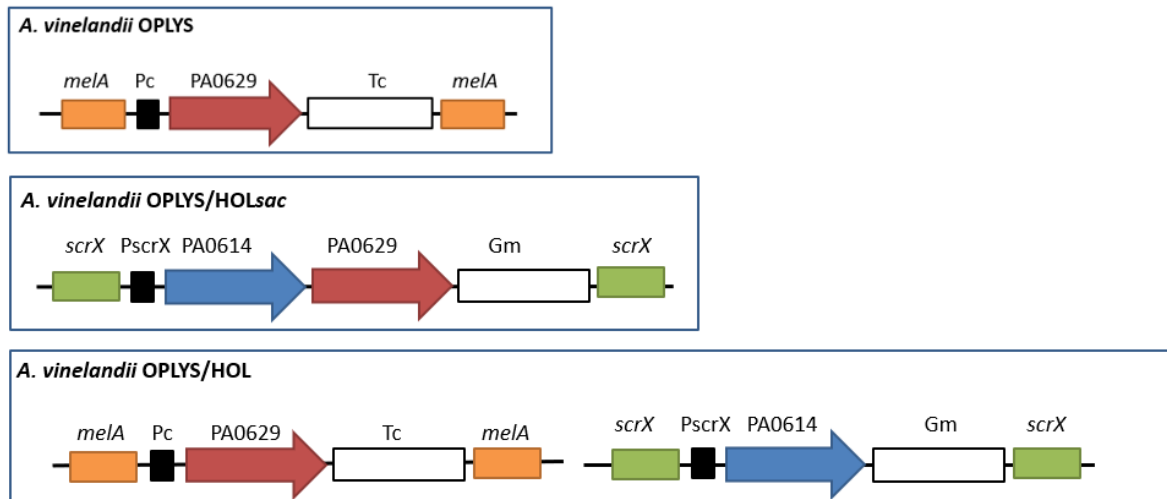 A. vinelandii OPLYS
melA Pc PA0629 Tc melA
A. vinelandii OPLYS/HOLsac
scrX PscrX PA0614 PA0629 Gm scrX
A. vinelandii OPLYS/HOL
melA Pc PA0629 Tc melA scrX PscrX PA0614 Gm scrX